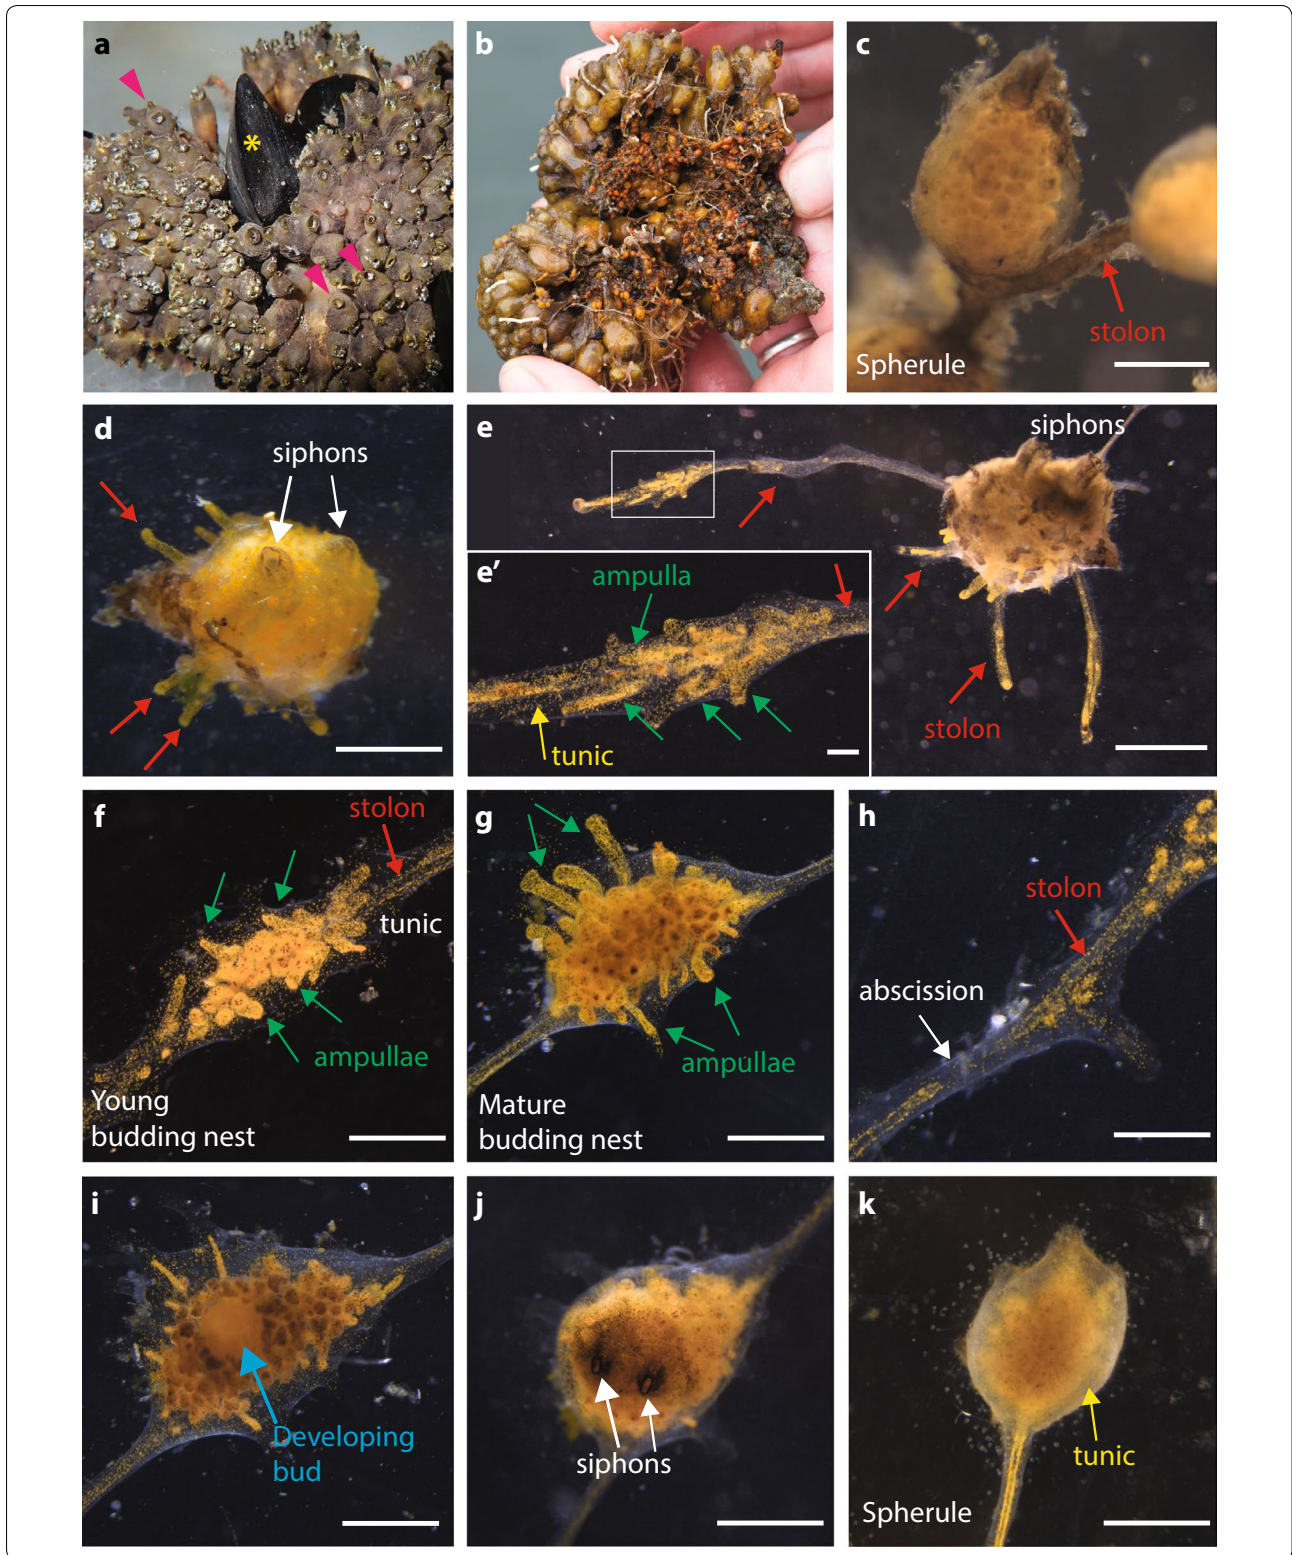 a
*
b
c
stolon
Spherule
d
siphons
e
siphons
stolon
e′
ampulla
tunic
f
stolon
tunic
ampullae
Young
budding nest
g
ampullae
Mature
budding nest
h
stolon
abscission
i
Developing
bud
j
siphons
k
tunic
Spherule